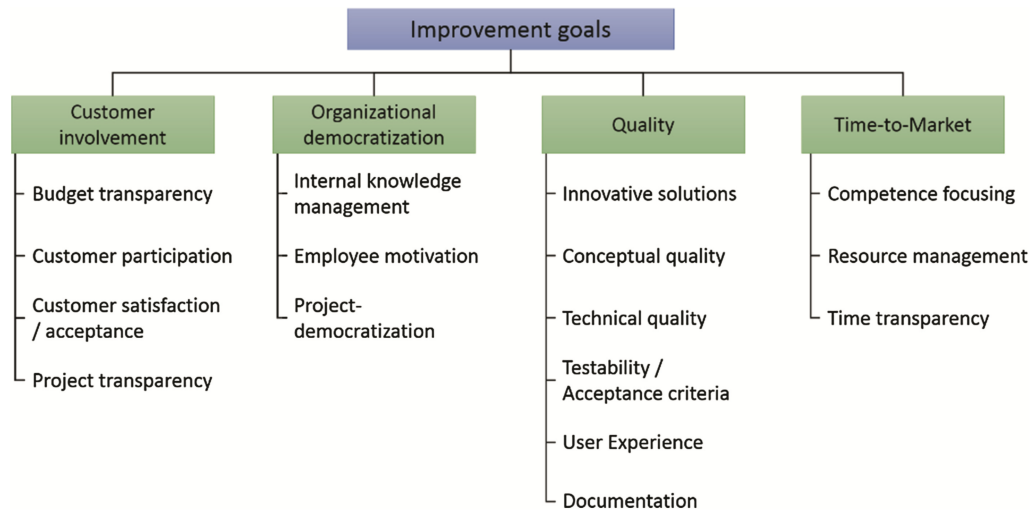 Improvement goals
Customer
involvement
Budget transparency
Customer participation
Customer satisfaction
/ acceptance
Project transparency
Organizational
democratization
Internal knowledge
management
Employee motivation
Project-
democratization
Quality
Innovative solutions
Conceptual quality
Technical quality
Testability /
Acceptance criteria
User Experience
Documentation
Time-to-Market
Competence focusing
Resource management
Time transparency